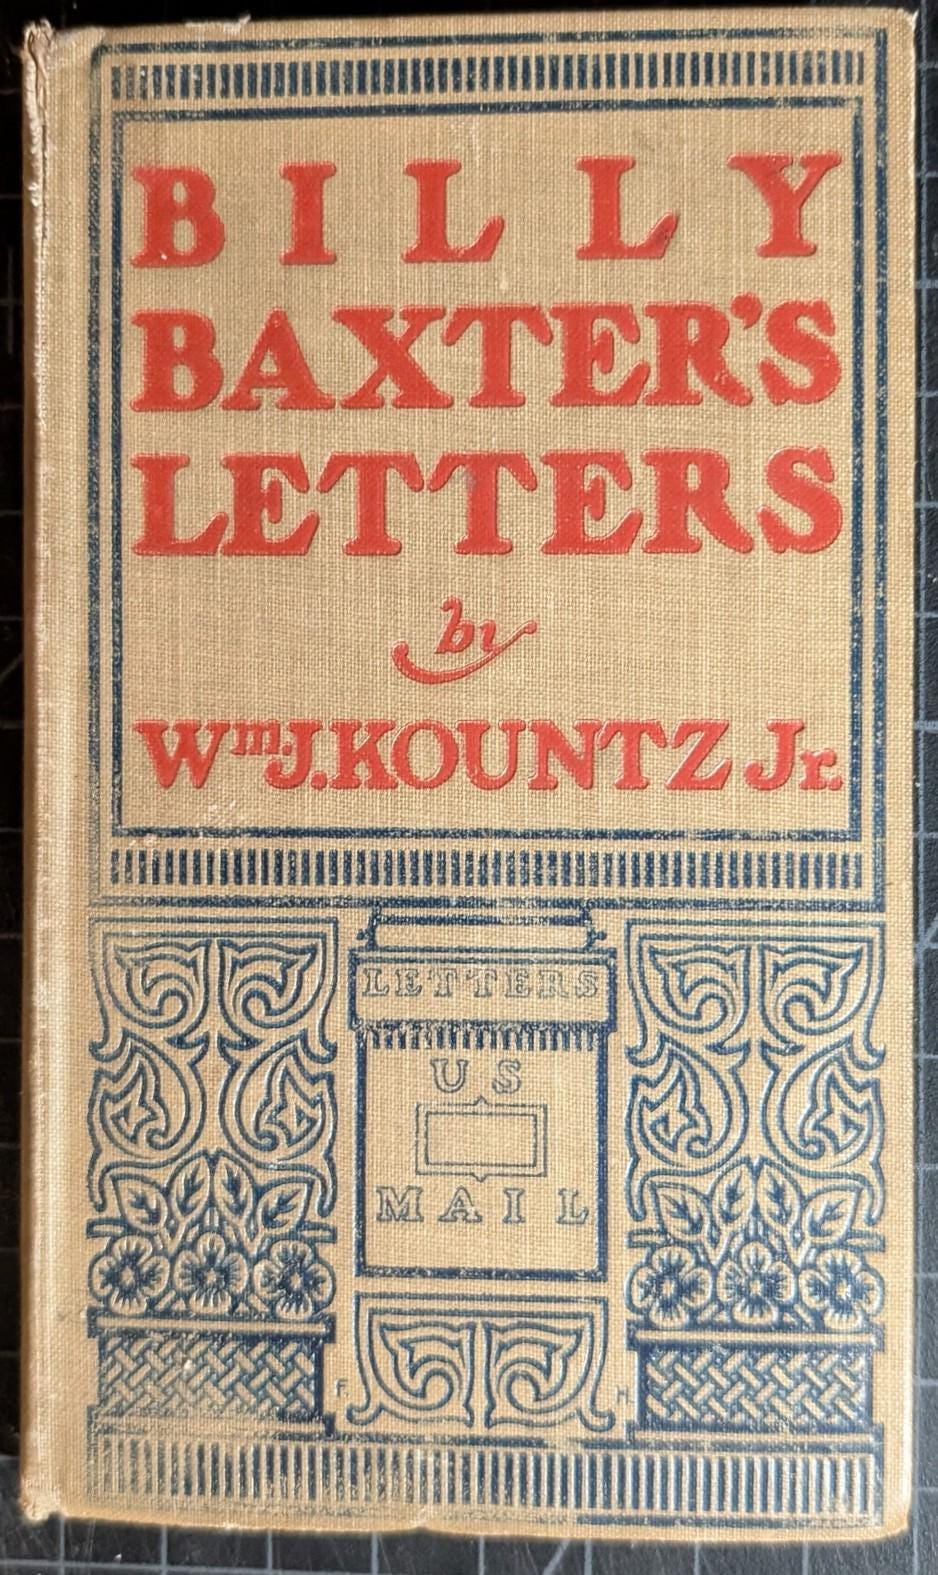 BILLY
BAXTER'S
LETTERS
by
Wm. J. KOUNTZ Jr.
LETTERS
US
MAIL
F. H